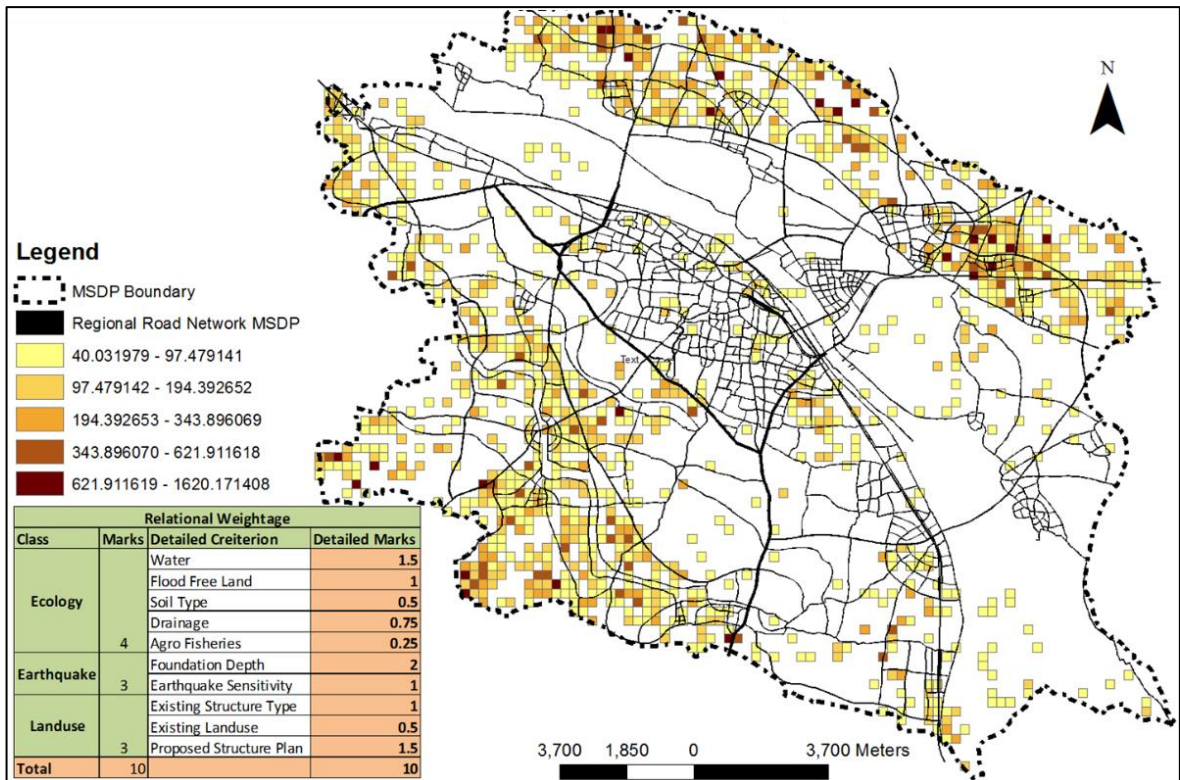 N
Legend
MSDP Boundary
Regional Road Network MSDP
40.031979 - 97.479141
97.479142 - 194.392652
194.392653 - 343.896069
343.896070 - 621.911618
621.911619 - 1620.171408
Text
Relational Weightage
Class Marks Detailed Creiterion Detailed Marks
Ecology 4 Water 1.5
Flood Free Land 1
Soil Type 0.5
Drainage 0.75
Agro Fisheries 0.25
Earthquake 3 Foundation Depth 2
Earthquake Sensitivity 1
Landuse 3 Existing Structure Type 1
Existing Landuse 0.5
Proposed Structure Plan 1.5
Total 10 10
3,700 1,850 0 3,700 Meters